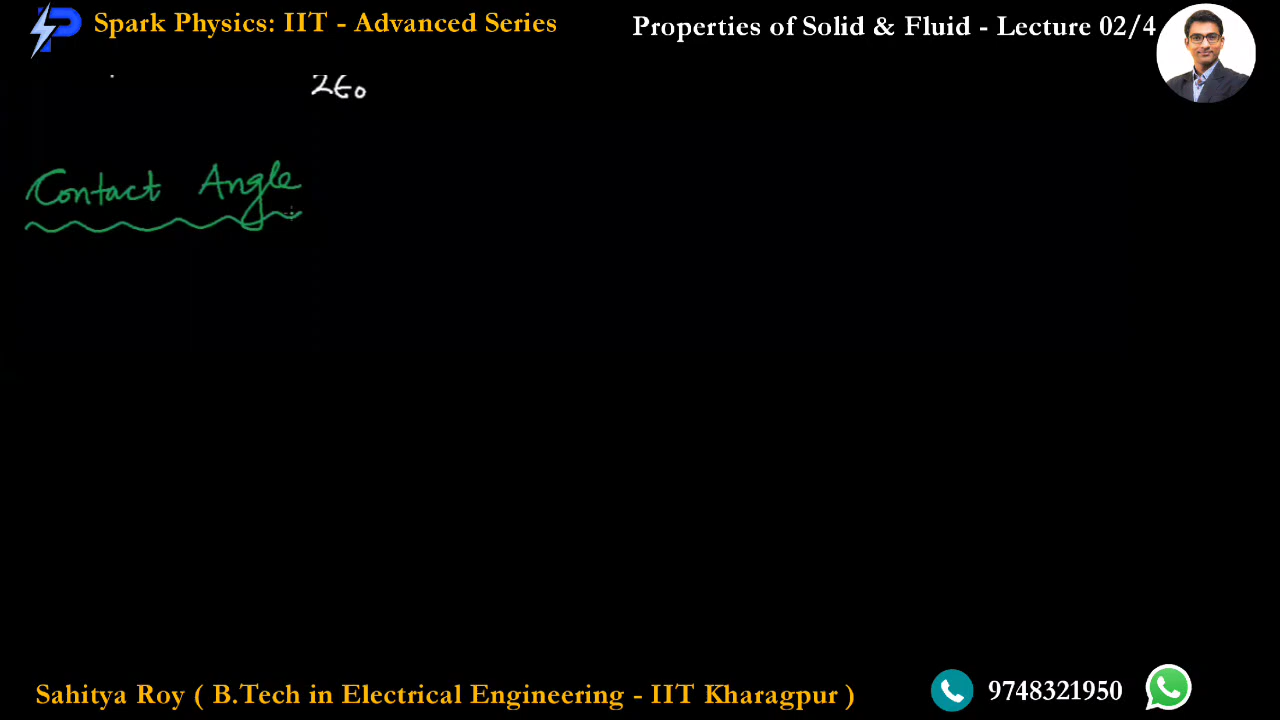 Spark Physics: IIT - Advanced Series
Properties of Solid & Fluid - Lecture 02/4
2ϵ₀
Contact Angle
Sahitya Roy ( B.Tech in Electrical Engineering - IIT Kharagpur )
9748321950